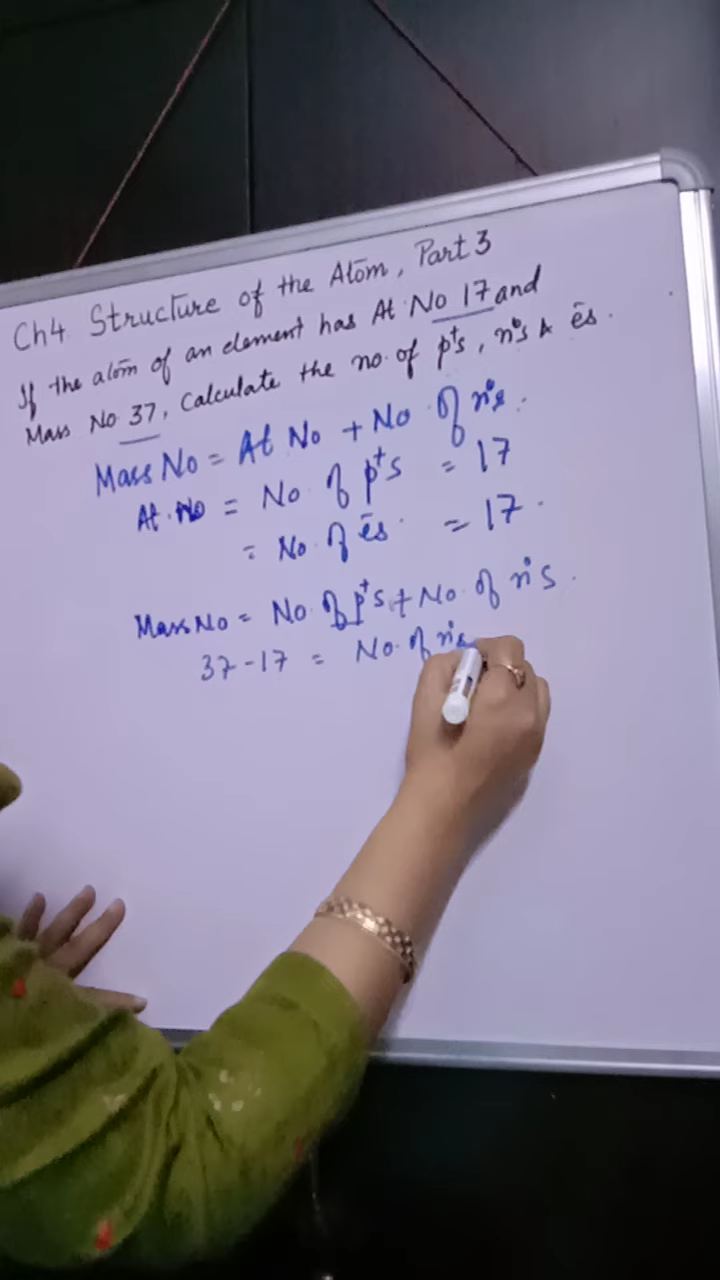 Ch4 Structure of the Atom, Part 3
If the atom of an element has At No 17 and
Mass No 37, Calculate the no. of p⁺s, n°s & ēs.
Mass No = At No + No of n°s.
At. No = No of p⁺s = 17
= No of ēs = 17.
Mass No = No of p⁺s + No of n°s.
37-17 = No. of n°s